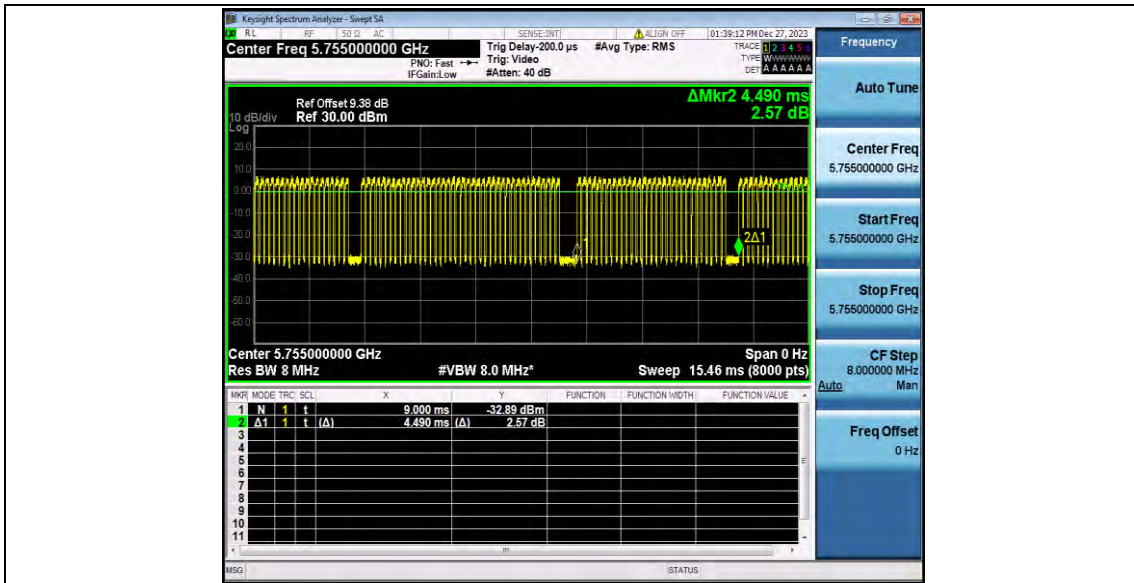 Keysight Spectrum Analyzer - Swept SA
RL RF 50 Ω AC SENSE:INT ALIGN OFF 01:39:12 PM Dec 27, 2023
Center Freq 5.755000000 GHz
PNO: Fast
IFGain:Low
Trig Delay-200.0 µs
Trig: Video
#Atten: 40 dB
#Avg Type: RMS
TRACE 1 2 3 4 5 6
TYPE WWWWWW
DET A A A A A A
ΔMkr2 4.490 ms
2.57 dB
Ref Offset 9.38 dB
10 dB/div Ref 30.00 dBm
Log
20.0
10.0
0.00
-10.0
-20.0
-30.0
-40.0
-50.0
-60.0
1
2Δ1
Center 5.755000000 GHz Span 0 Hz
Res BW 8 MHz #VBW 8.0 MHz* Sweep 15.46 ms (8000 pts)
MKR MODE TRC SCL X Y FUNCTION FUNCTION WIDTH FUNCTION VALUE
1 N 1 t 9.000 ms -32.89 dBm
2 Δ1 1 t (Δ) 4.490 ms (Δ) 2.57 dB
3
4
5
6
7
8
9
10
11
MSG STATUS
Frequency
Auto Tune
Center Freq
5.755000000 GHz
Start Freq
5.755000000 GHz
Stop Freq
5.755000000 GHz
CF Step
8.000000 MHz
Auto Man
Freq Offset
0 Hz